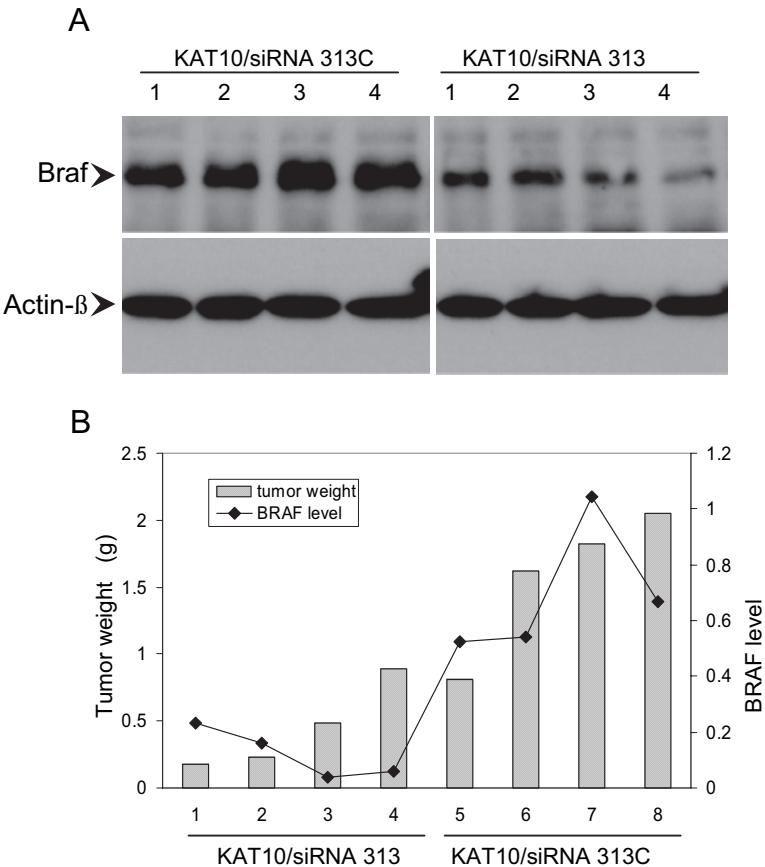 A
KAT10/siRNA 313C KAT10/siRNA 313
1 2 3 4 1 2 3 4
Braf
Actin-ß
B
2.5 1.2
tumor weight
BRAF level
2 1
0.8
1.5
0.6
1
0.4
0.5
0.2
0 0
Tumor weight (g)
BRAF level
1 2 3 4 5 6 7 8
KAT10/siRNA 313 KAT10/siRNA 313C